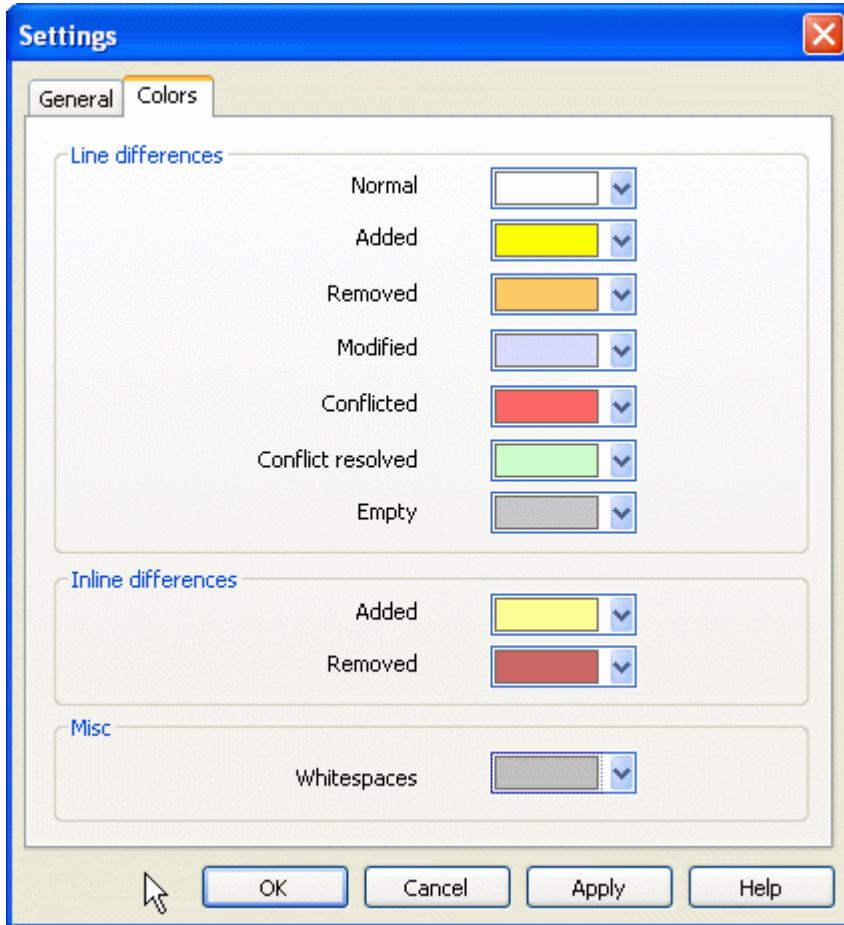 Settings
General Colors
Line differences
Normal
Added
Removed
Modified
Conflicted
Conflict resolved
Empty
Inline differences
Added
Removed
Misc
Whitespaces
OK Cancel Apply Help